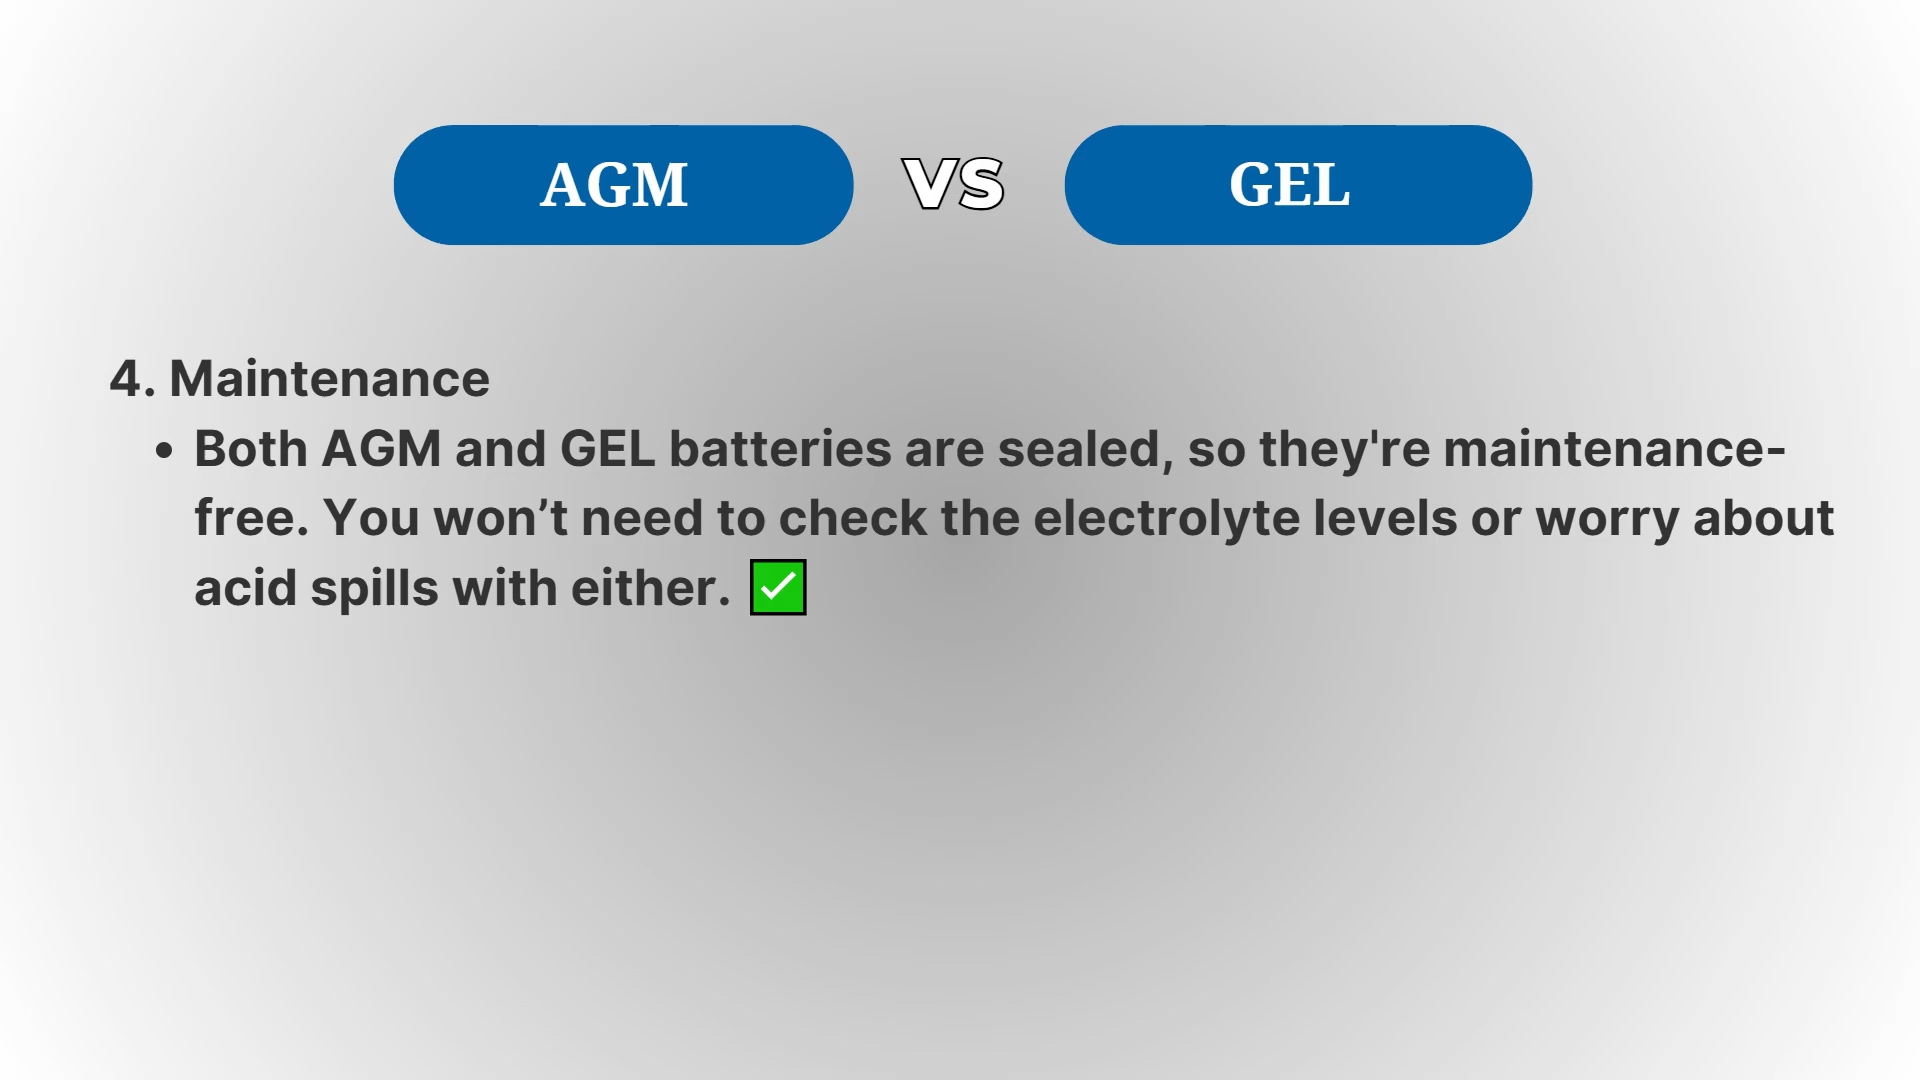 AGM VS GEL
4. Maintenance
• Both AGM and GEL batteries are sealed, so they're maintenance-
free. You won’t need to check the electrolyte levels or worry about
acid spills with either. ✅